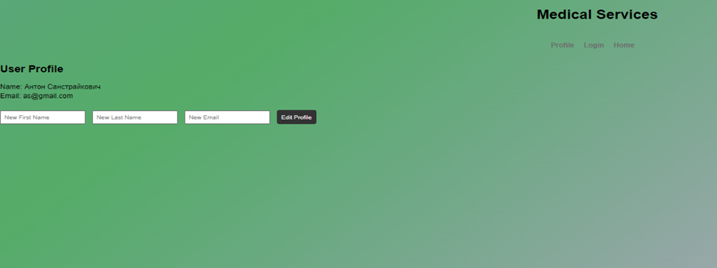 Medical Services
Profile Login Home
User Profile
Name: Антон Санстрайкович
Email: as@gmail.com
New First Name New Last Name New Email Edit Profile